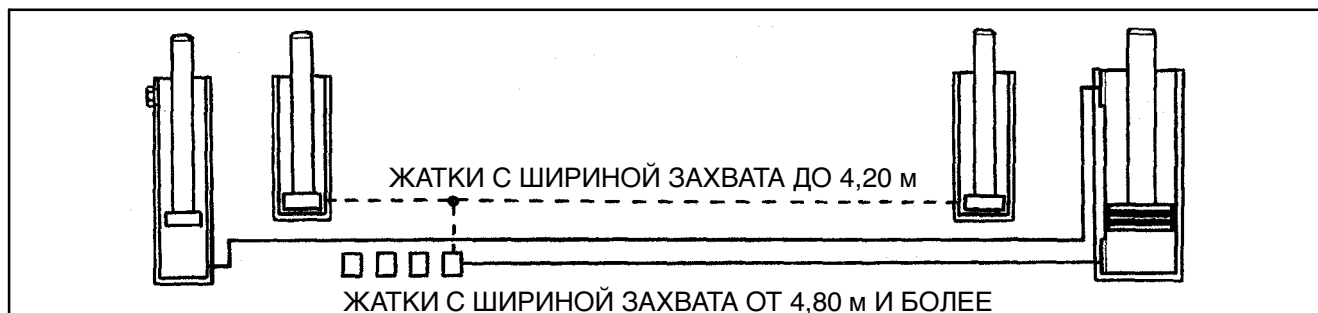 ЖАТКИ С ШИРИНОЙ ЗАХВАТА ДО 4,20 м
ЖАТКИ С ШИРИНОЙ ЗАХВАТА ОТ 4,80 м И БОЛЕЕ